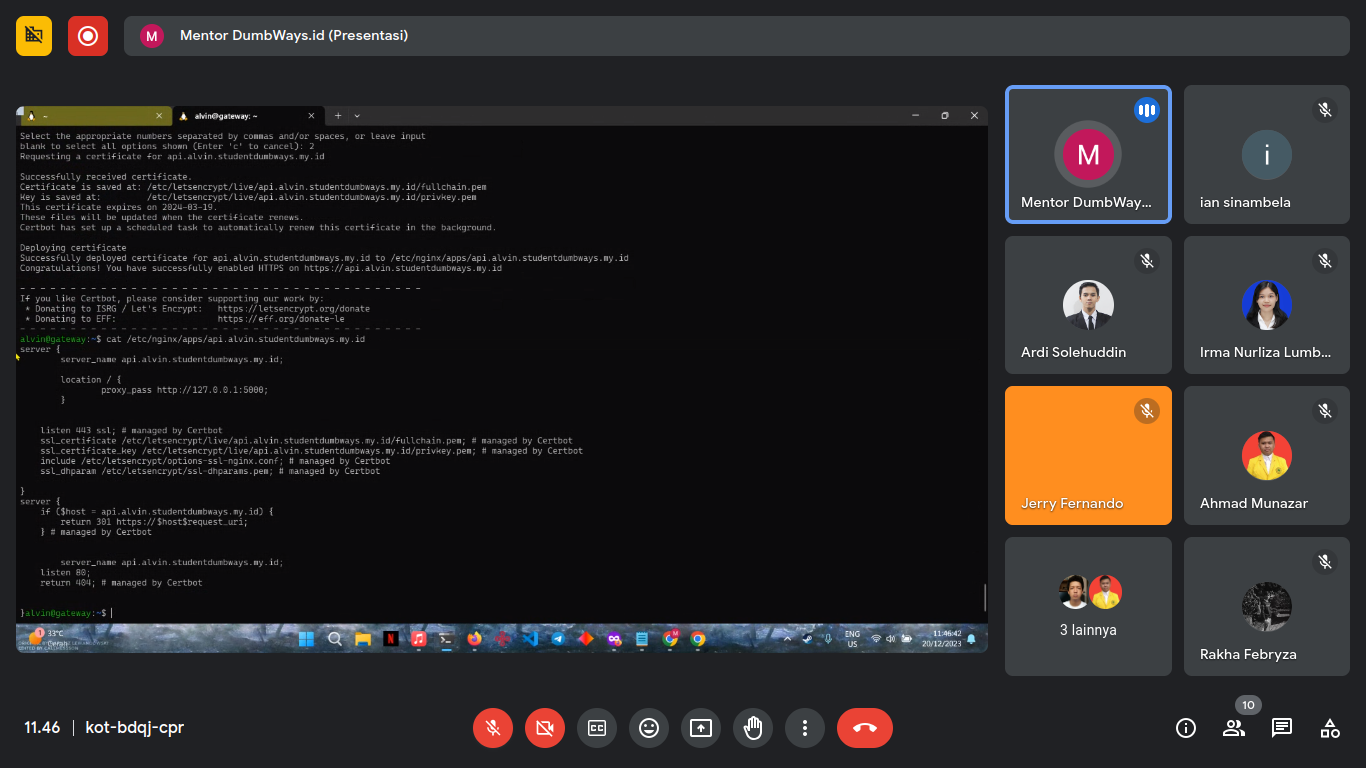 M Mentor DumbWays.id (Presentasi)
~
alvin@gateway: ~
Select the appropriate numbers separated by commas and/or spaces, or leave input
blank to select all options shown (Enter 'c' to cancel): 2
Requesting a certificate for api.alvin.studentdumbways.my.id
Successfully received certificate.
Certificate is saved at: /etc/letsencrypt/live/api.alvin.studentdumbways.my.id/fullchain.pem
Key is saved at: /etc/letsencrypt/live/api.alvin.studentdumbways.my.id/privkey.pem
This certificate expires on 2024-03-19.
These files will be updated when the certificate renews.
Certbot has set up a scheduled task to automatically renew this certificate in the background.
Deploying certificate
Successfully deployed certificate for api.alvin.studentdumbways.my.id to /etc/nginx/apps/api.alvin.studentdumbways.my.id
Congratulations! You have successfully enabled HTTPS on https://api.alvin.studentdumbways.my.id
- - - - - - - - - - - - - - - - - - - - - - - - - - - - - - - - - - - - - - - -
If you like Certbot, please consider supporting our work by:
* Donating to ISRG / Let's Encrypt: https://letsencrypt.org/donate
* Donating to EFF: https://eff.org/donate-le
- - - - - - - - - - - - - - - - - - - - - - - - - - - - - - - - - - - - - - - -
alvin@gateway:~$ cat /etc/nginx/apps/api.alvin.studentdumbways.my.id
server {
server_name api.alvin.studentdumbways.my.id;
location / {
proxy_pass http://127.0.0.1:5000;
}
listen 443 ssl; # managed by Certbot
ssl_certificate /etc/letsencrypt/live/api.alvin.studentdumbways.my.id/fullchain.pem; # managed by Certbot
ssl_certificate_key /etc/letsencrypt/live/api.alvin.studentdumbways.my.id/privkey.pem; # managed by Certbot
include /etc/letsencrypt/options-ssl-nginx.conf; # managed by Certbot
ssl_dhparam /etc/letsencrypt/ssl-dhparams.pem; # managed by Certbot
}
server {
if ($host = api.alvin.studentdumbways.my.id) {
return 301 https://$host$request_uri;
} # managed by Certbot
server_name api.alvin.studentdumbways.my.id;
listen 80;
return 404; # managed by Certbot
}alvin@gateway:~$
1
33°C
ENG
US
11:46:42
20/12/2023
M
Mentor DumbWay...
i
ian sinambela
Ardi Solehuddin
Irma Nurliza Lumb...
Jerry Fernando
Ahmad Munazar
3 lainnya
Rakha Febryza
11.46 | kot-bdqj-cpr
10